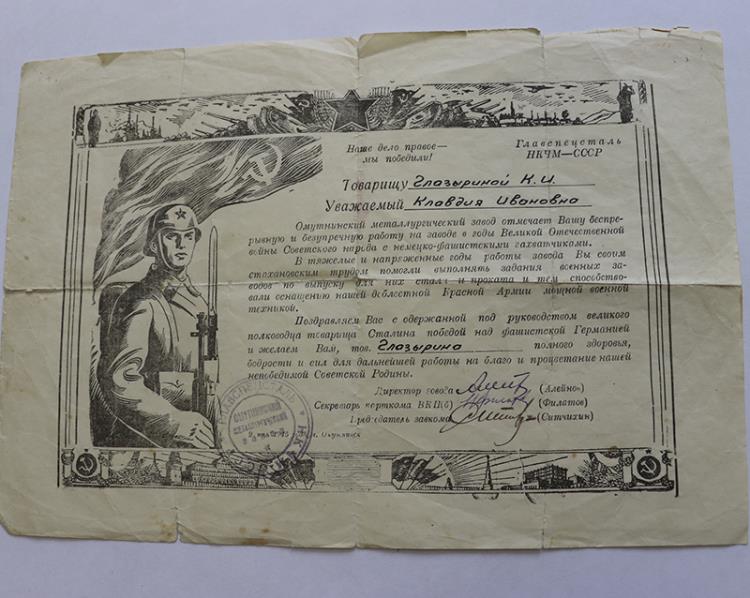 Наше дело правое—
мы победили!
Главспецсталь
НКЧМ—СССР
Товарищу Глазыриной К.И.
Уважаемый Клавдия Ивановна
Омутнинский металлургический завод отмечает Вашу беспре-
рывную и безупречную работу на заводе в годы Великой Отечественной
войны Советского народа с немецко-фашистскими захватчиками.
В тяжелые и напряженные годы работы завода Вы своим
стахановским трудом помогли выполнять задания военных за-
водов по выпуску для них стали и проката и тем способство-
вали оснащению нашей доблестной Красной Армии мощной военной
техникой.
Поздравляем Вас с одержанной под руководством великого
полководца товарища Сталина победой над фашистской Германией
и желаем Вам, тов. Глазырина полного здоровья,
бодрости и сил для дальнейшей работы на благо и процветание нашей
непобедимой Советской Родины.
Директор завода (Алейнов)
Секретарь парткома ВКП(б) (Филатов)
Председатель завкома (Ситчихин)
г. Омутнинск